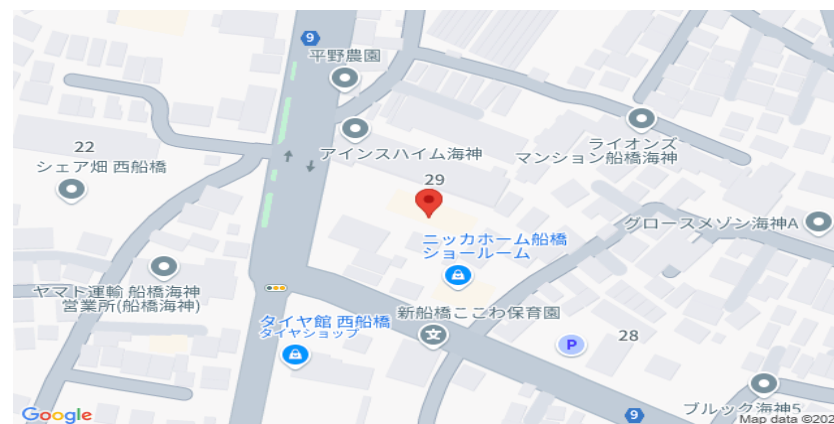 9
平野農園
アインスハイム海神
ライオンズ
マンション船橋海神
22
シェア畑 西船橋
29
グロースメゾン海神A
ニッカホーム船橋
ショールーム
ヤマト運輸 船橋海神
営業所(船橋海神)
新船橋ここわ保育園
タイヤ館 西船橋
タイヤショップ
P
28
文
ブルック海神5
9
Google
Map data ©202